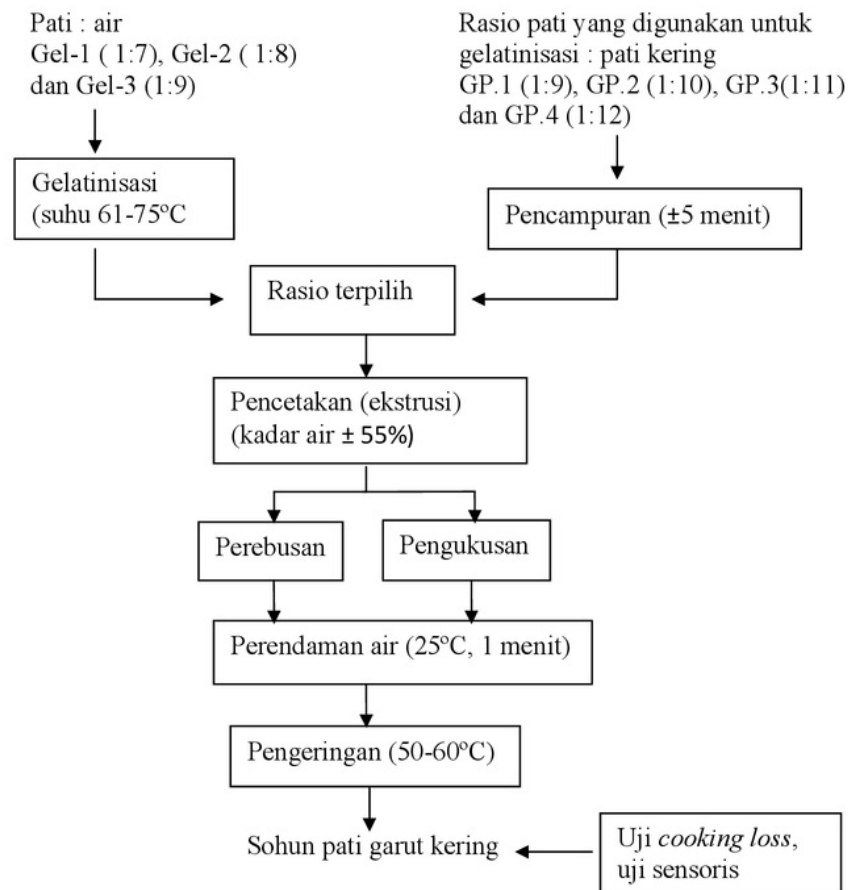 Pati : air
Gel-1 ( 1:7), Gel-2 ( 1:8)
dan Gel-3 (1:9)
Rasio pati yang digunakan untuk
gelatinisasi : pati kering
GP.1 (1:9), GP.2 (1:10), GP.3(1:11)
dan GP.4 (1:12)
Gelatinisasi
(suhu 61-75ºC
Pencampuran (±5 menit)
Rasio terpilih
Pencetakan (ekstrusi)
(kadar air ± 55%)
Perebusan
Pengukusan
Perendaman air (25ºC, 1 menit)
Pengeringan (50-60ºC)
Sohun pati garut kering
Uji cooking loss,
uji sensoris